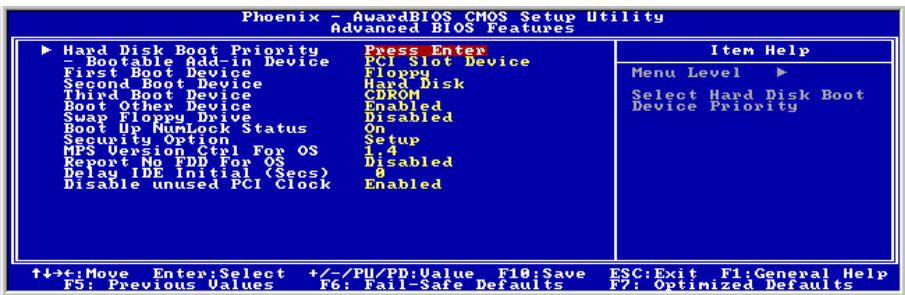 Phoenix - AwardBIOS CMOS Setup Utility
Advanced BIOS Features
► Hard Disk Boot Priority Press Enter
- Bootable Add-in Device PCI Slot Device
First Boot Device Floppy
Second Boot Device Hard Disk
Third Boot Device CDROM
Boot Other Device Enabled
Swap Floppy Drive Disabled
Boot Up NumLock Status On
Security Option Setup
MPS Version Ctrl For OS 1.4
Report No FDD For OS Disabled
Delay IDE Initial (Secs) 0
Disable unused PCI Clock Enabled
Item Help
Menu Level ►
Select Hard Disk Boot
Device Priority
↑↓→←:Move Enter:Select +/-/PU/PD:Value F10:Save ESC:Exit F1:General Help
F5: Previous Values F6: Fail-Safe Defaults F7: Optimized Defaults